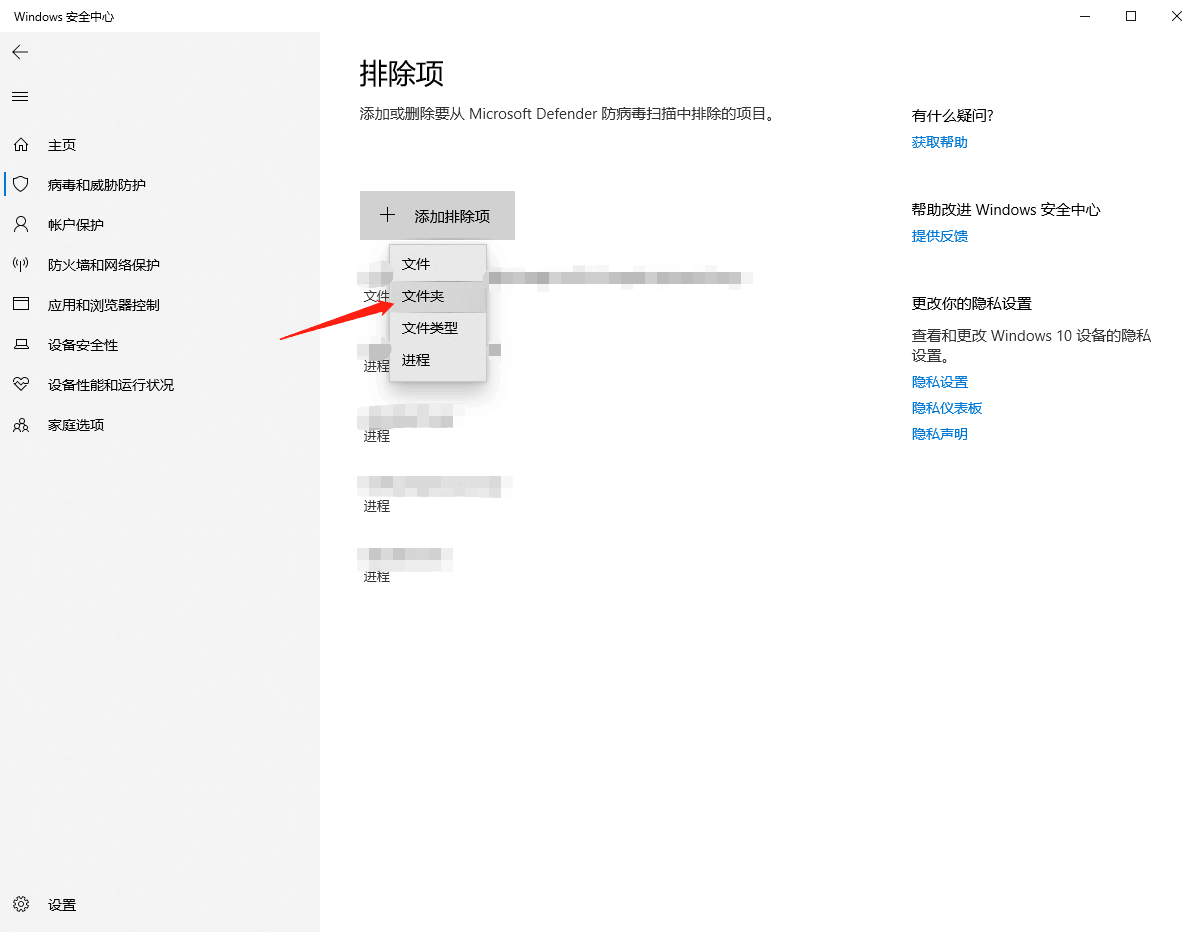 Windows 安全中心
主页
病毒和威胁防护
帐户保护
防火墙和网络保护
应用和浏览器控制
设备安全性
设备性能和运行状况
家庭选项
设置
排除项
添加或删除要从 Microsoft Defender 防病毒扫描中排除的项目。
添加排除项
文件
文件夹
文件类型
进程
文件
进程
进程
进程
进程
有什么疑问?
获取帮助
帮助改进 Windows 安全中心
提供反馈
更改你的隐私设置
查看和更改 Windows 10 设备的隐私
设置。
隐私设置
隐私仪表板
隐私声明